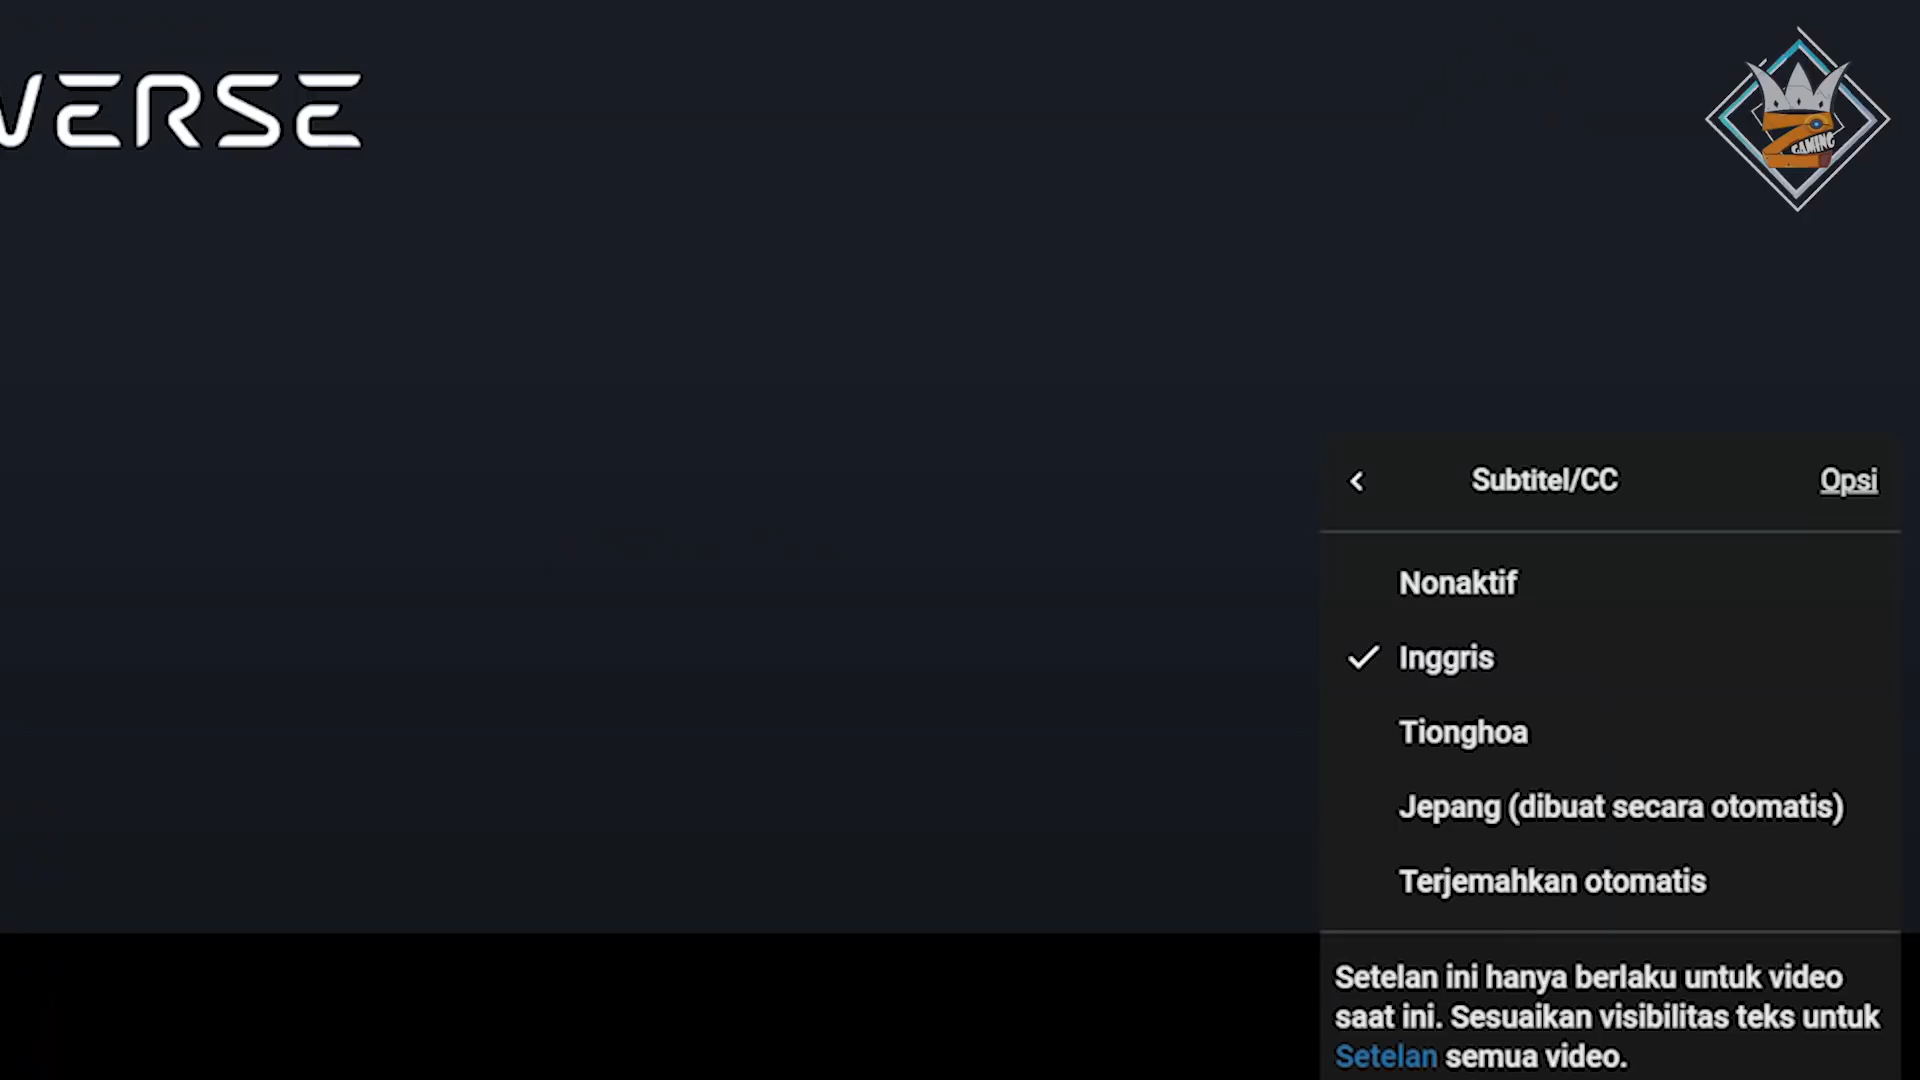 VERSE
GAMING
Subtitel/CC
Opsi
Nonaktif
Inggris
Tionghoa
Jepang (dibuat secara otomatis)
Terjemahkan otomatis
Setelan ini hanya berlaku untuk video
saat ini. Sesuaikan visibilitas teks untuk
Setelan semua video.